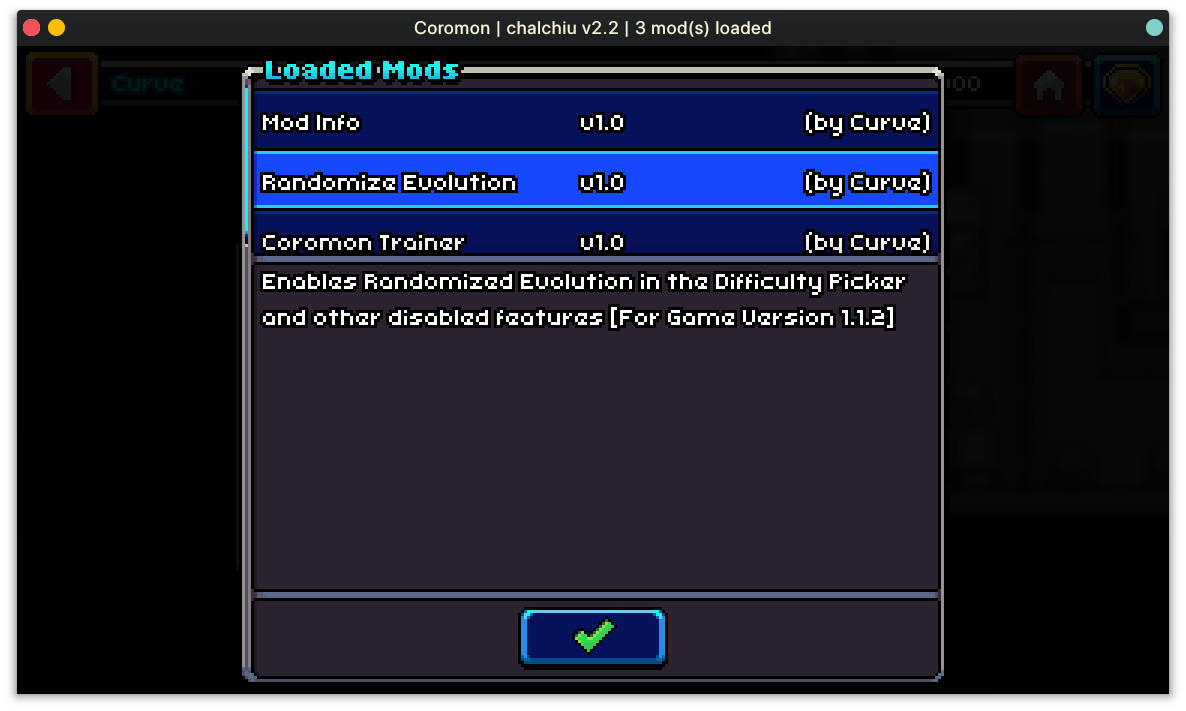 Coromon | chalchiu v2.2 | 3 mod(s) loaded
Curve
Loaded Mods
Mod Info v1.0 (by Curve)
Randomize Evolution v1.0 (by Curve)
Coromon Trainer v1.0 (by Curve)
Enables Randomized Evolution in the Difficulty Picker
and other disabled features [For Game Version 1.1.2]